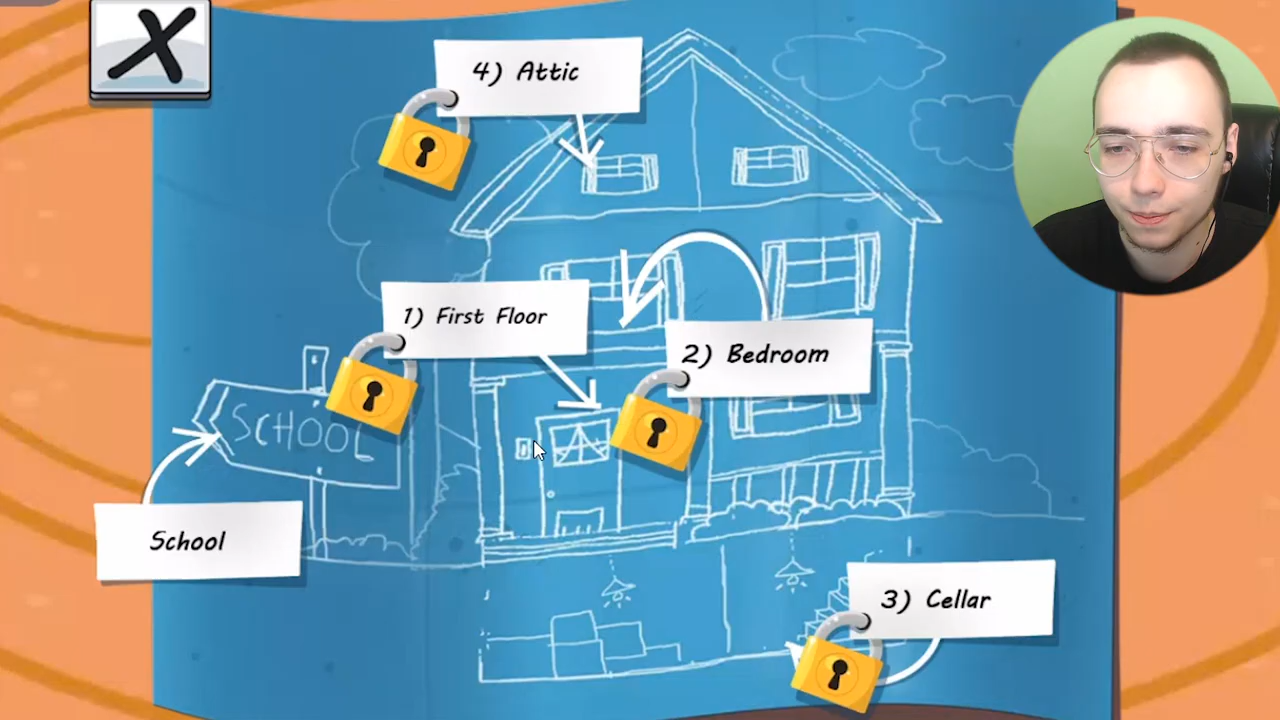 X
4) Attic
1) First Floor
2) Bedroom
SCHOOL
School
3) Cellar